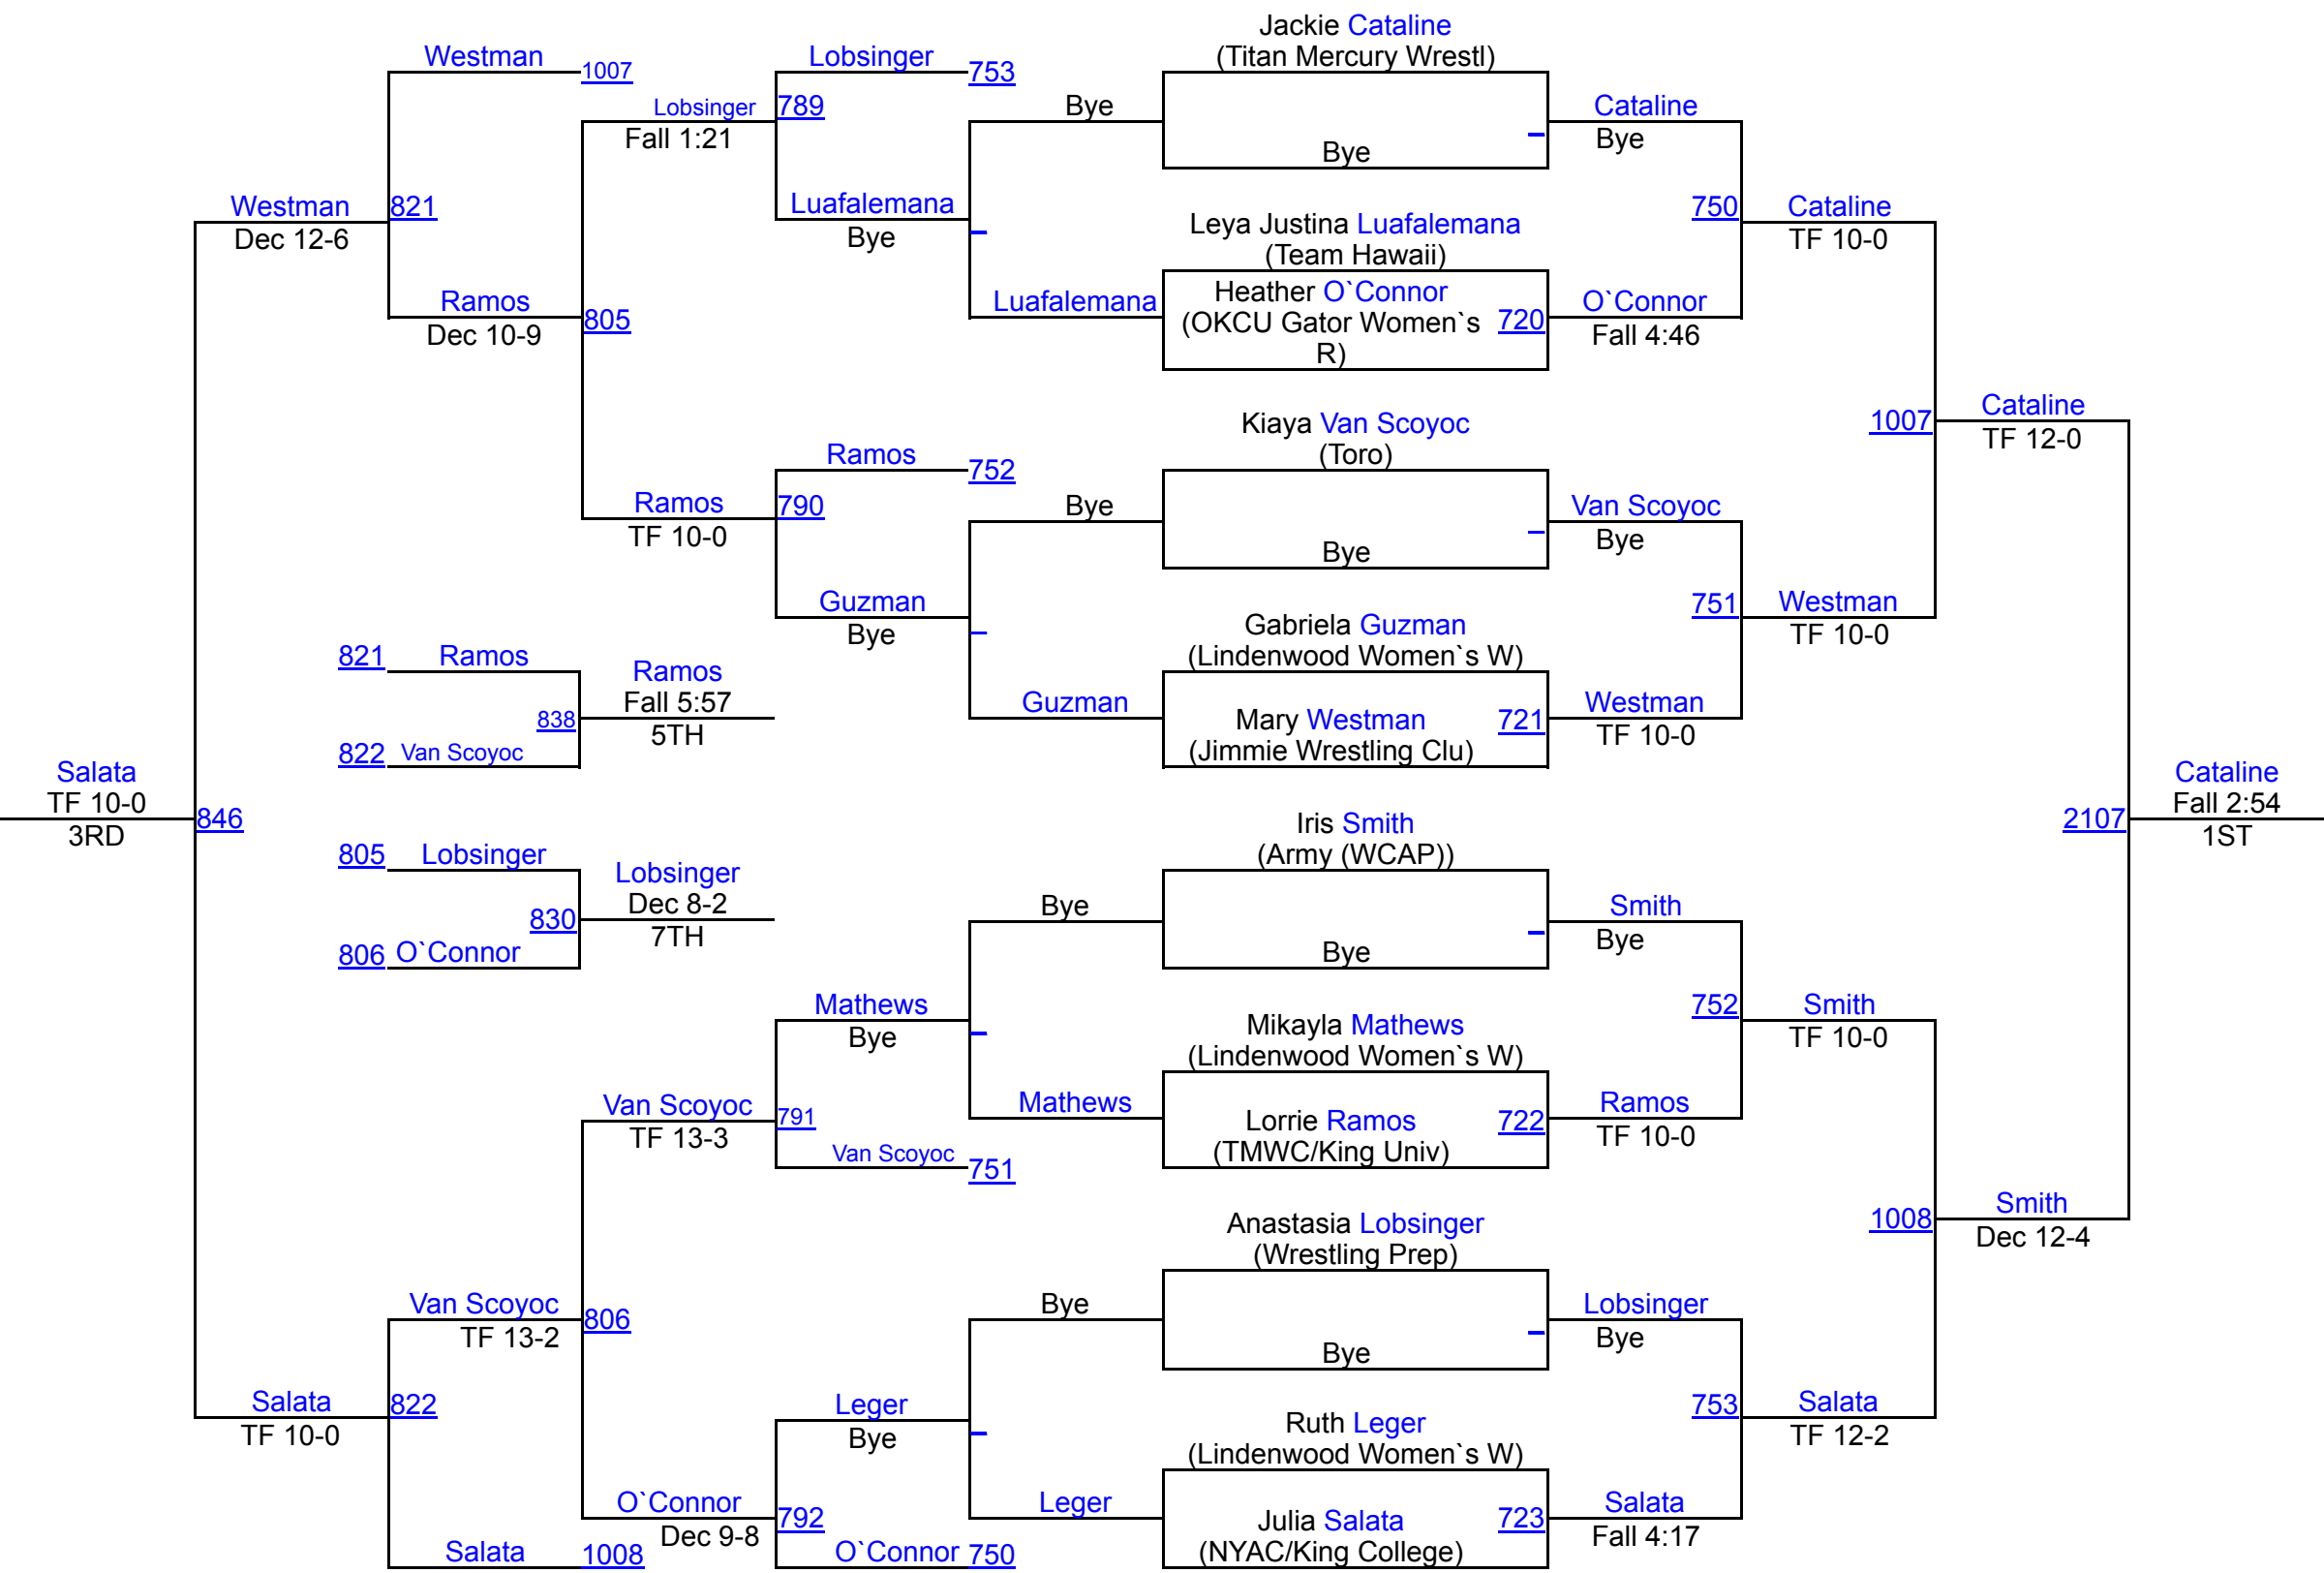 Westman
1007
Westman
Dec 12-6
821
Ramos
Dec 10-9
Lobsinger
Fall 1:21
789
805
Lobsinger
753
Luafalemana
Bye
Bye
Luafalemana
Ramos
TF 10-0
790
Ramos
752
Guzman
Bye
Bye
Guzman
821
Ramos
838
822
Van Scoyoc
Ramos
Fall 5:57
5TH
Salata
TF 10-0
3RD
846
805
Lobsinger
830
806
O`Connor
Lobsinger
Dec 8-2
7TH
Mathews
Bye
Van Scoyoc
TF 13-3
791
Van Scoyoc
751
Bye
Mathews
Van Scoyoc
TF 13-2
806
Salata
TF 10-0
822
Salata
1008
O`Connor
Dec 9-8
792
Leger
Bye
O`Connor
750
Bye
Leger
Jackie Cataline
(Titan Mercury Wrestl)
Bye
Cataline
Bye
Leya Justina Luafalemana
(Team Hawaii)
Heather O`Connor
(OKCU Gator Women`s
R)
720
O`Connor
Fall 4:46
750
Cataline
TF 10-0
Kiaya Van Scoyoc
(Toro)
Bye
Van Scoyoc
Bye
Gabriela Guzman
(Lindenwood Women`s W)
Mary Westman
(Jimmie Wrestling Clu)
721
Westman
TF 10-0
751
Westman
TF 10-0
1007
Cataline
TF 12-0
Iris Smith
(Army (WCAP))
Bye
Smith
Bye
Mikayla Mathews
(Lindenwood Women`s W)
Lorrie Ramos
(TMWC/King Univ)
722
Ramos
TF 10-0
752
Smith
TF 10-0
Anastasia Lobsinger
(Wrestling Prep)
Bye
Lobsinger
Bye
Ruth Leger
(Lindenwood Women`s W)
Julia Salata
(NYAC/King College)
723
Salata
Fall 4:17
753
Salata
TF 12-2
1008
Smith
Dec 12-4
2107
Cataline
Fall 2:54
1ST